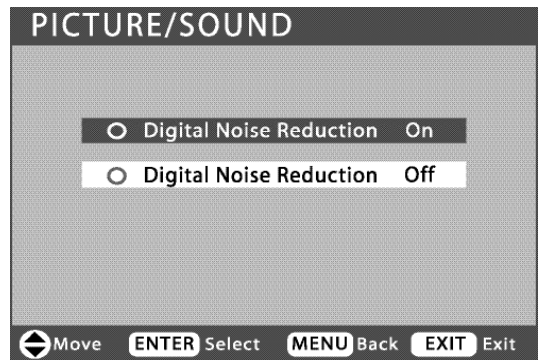 PICTURE/SOUND
Digital Noise Reduction On
Digital Noise Reduction Off
Move ENTER Select MENU Back EXIT Exit